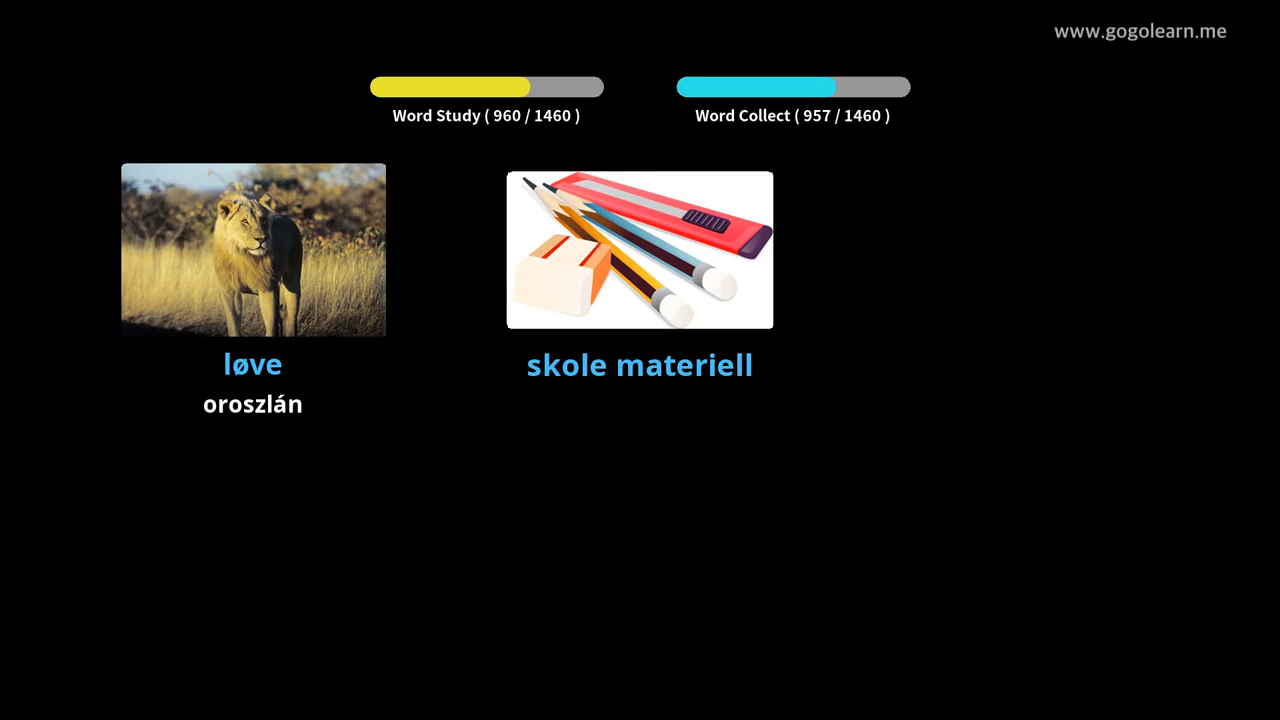 www.gogolearn.me
Word Study ( 960 / 1460 )
Word Collect ( 957 / 1460 )
løve
oroszlán
skole materiell